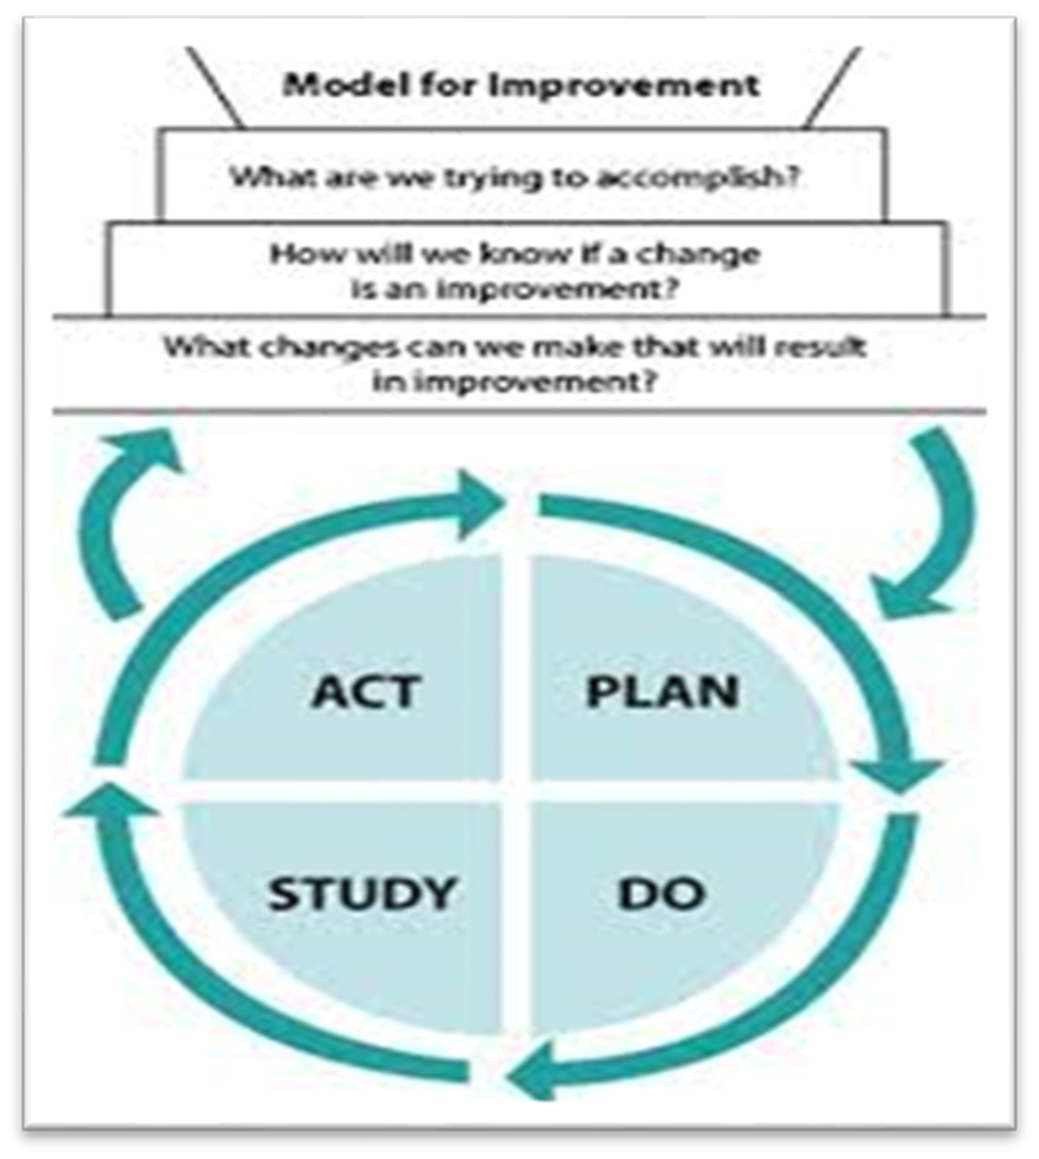 Model for Improvement
What are we trying to accomplish?
How will we know if a change
is an improvement?
What changes can we make that will result
in improvement?
ACT
PLAN
STUDY
DO